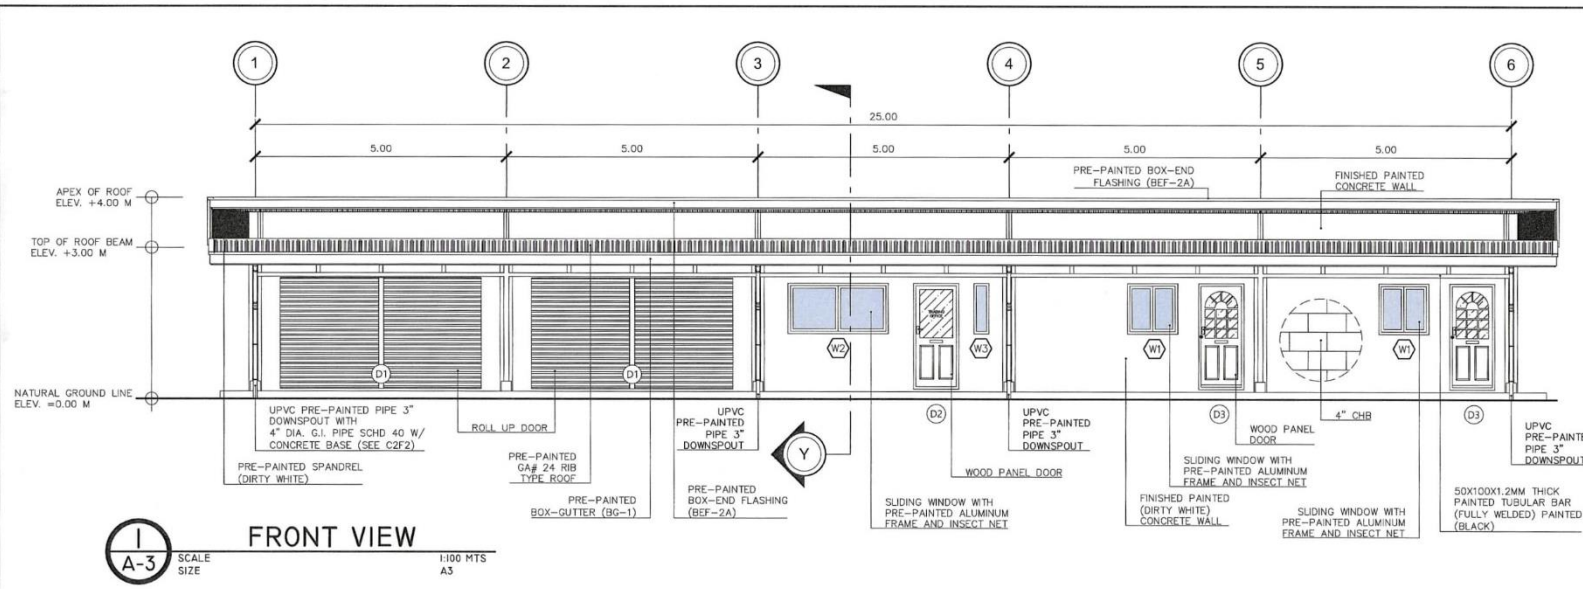 1 2 3 4 5 6
25.00
5.00 5.00 5.00 5.00 5.00
PRE-PAINTED BOX-END
FLASHING (BEF-2A)
FINISHED PAINTED
CONCRETE WALL
APEX OF ROOF
ELEV. +4.00 M
TOP OF ROOF BEAM
ELEV. +3.00 M
NATURAL GROUND LINE
ELEV. =0.00 M
D1
D1
W2
W3
W1
W1
D2
D3
D3
UPVC PRE-PAINTED PIPE 3"
DOWNSPOUT WITH
4" DIA. G.I. PIPE SCHD 40 W/
CONCRETE BASE (SEE C2F2)
PRE-PAINTED SPANDREL
(DIRTY WHITE)
ROLL UP DOOR
PRE-PAINTED
GA# 24 RIB
TYPE ROOF
PRE-PAINTED
BOX-GUTTER (BG-1)
UPVC
PRE-PAINTED
PIPE 3"
DOWNSPOUT
PRE-PAINTED
BOX-END FLASHING
(BEF-2A)
Y
SLIDING WINDOW WITH
PRE-PAINTED ALUMINUM
FRAME AND INSECT NET
WOOD PANEL DOOR
UPVC
PRE-PAINTED
PIPE 3"
DOWNSPOUT
FINISHED PAINTED
(DIRTY WHITE)
CONCRETE WALL
SLIDING WINDOW WITH
PRE-PAINTED ALUMINUM
FRAME AND INSECT NET
WOOD PANEL
DOOR
4" CHB
SLIDING WINDOW WITH
PRE-PAINTED ALUMINUM
FRAME AND INSECT NET
50X100X1.2MM THICK
PAINTED TUBULAR BAR
(FULLY WELDED) PAINTED
(BLACK)
UPVC
PRE-PAINTE
PIPE 3"
DOWNSPOUT
1
A-3
FRONT VIEW
SCALE 1:100 MTS
SIZE A3